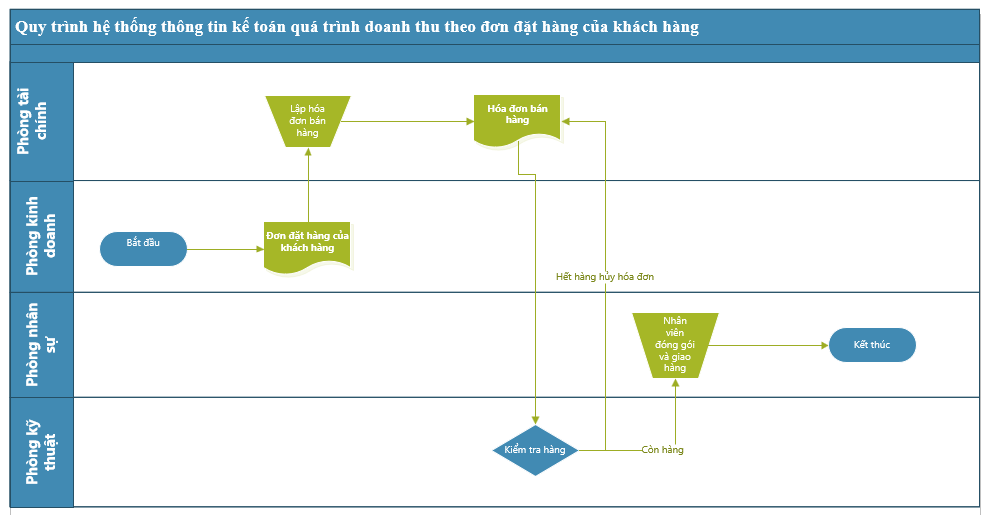 Quy trình hệ thống thông tin kế toán quá trình doanh thu theo đơn đặt hàng của khách hàng
Phòng tài
chính
Lập hóa
đơn bán
hàng
Hóa đơn bán
hàng
Phòng kinh
doanh
Bắt đầu
Đơn đặt hàng của
khách hàng
Hết hàng hủy hóa đơn
Phòng nhân
sự
Nhân
viên
đóng gói
và giao
hàng
Kết thúc
Phòng kỹ
thuật
Kiểm tra hàng
Còn hàng